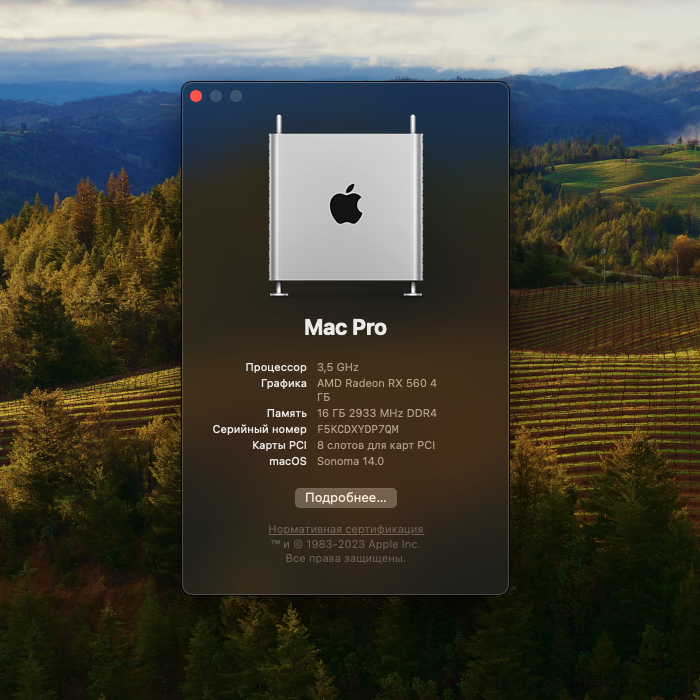 Mac Pro
Процессор 3,5 GHz
Графика AMD Radeon RX 560 4
ГБ
Память 16 ГБ 2933 MHz DDR4
Серийный номер F5KCDXYDP7QM
Карты PCI 8 слотов для карт PCI
macOS Sonoma 14.0
Подробнее...
Нормативная сертификация
™ и © 1983-2023 Apple Inc.
Все права защищены.